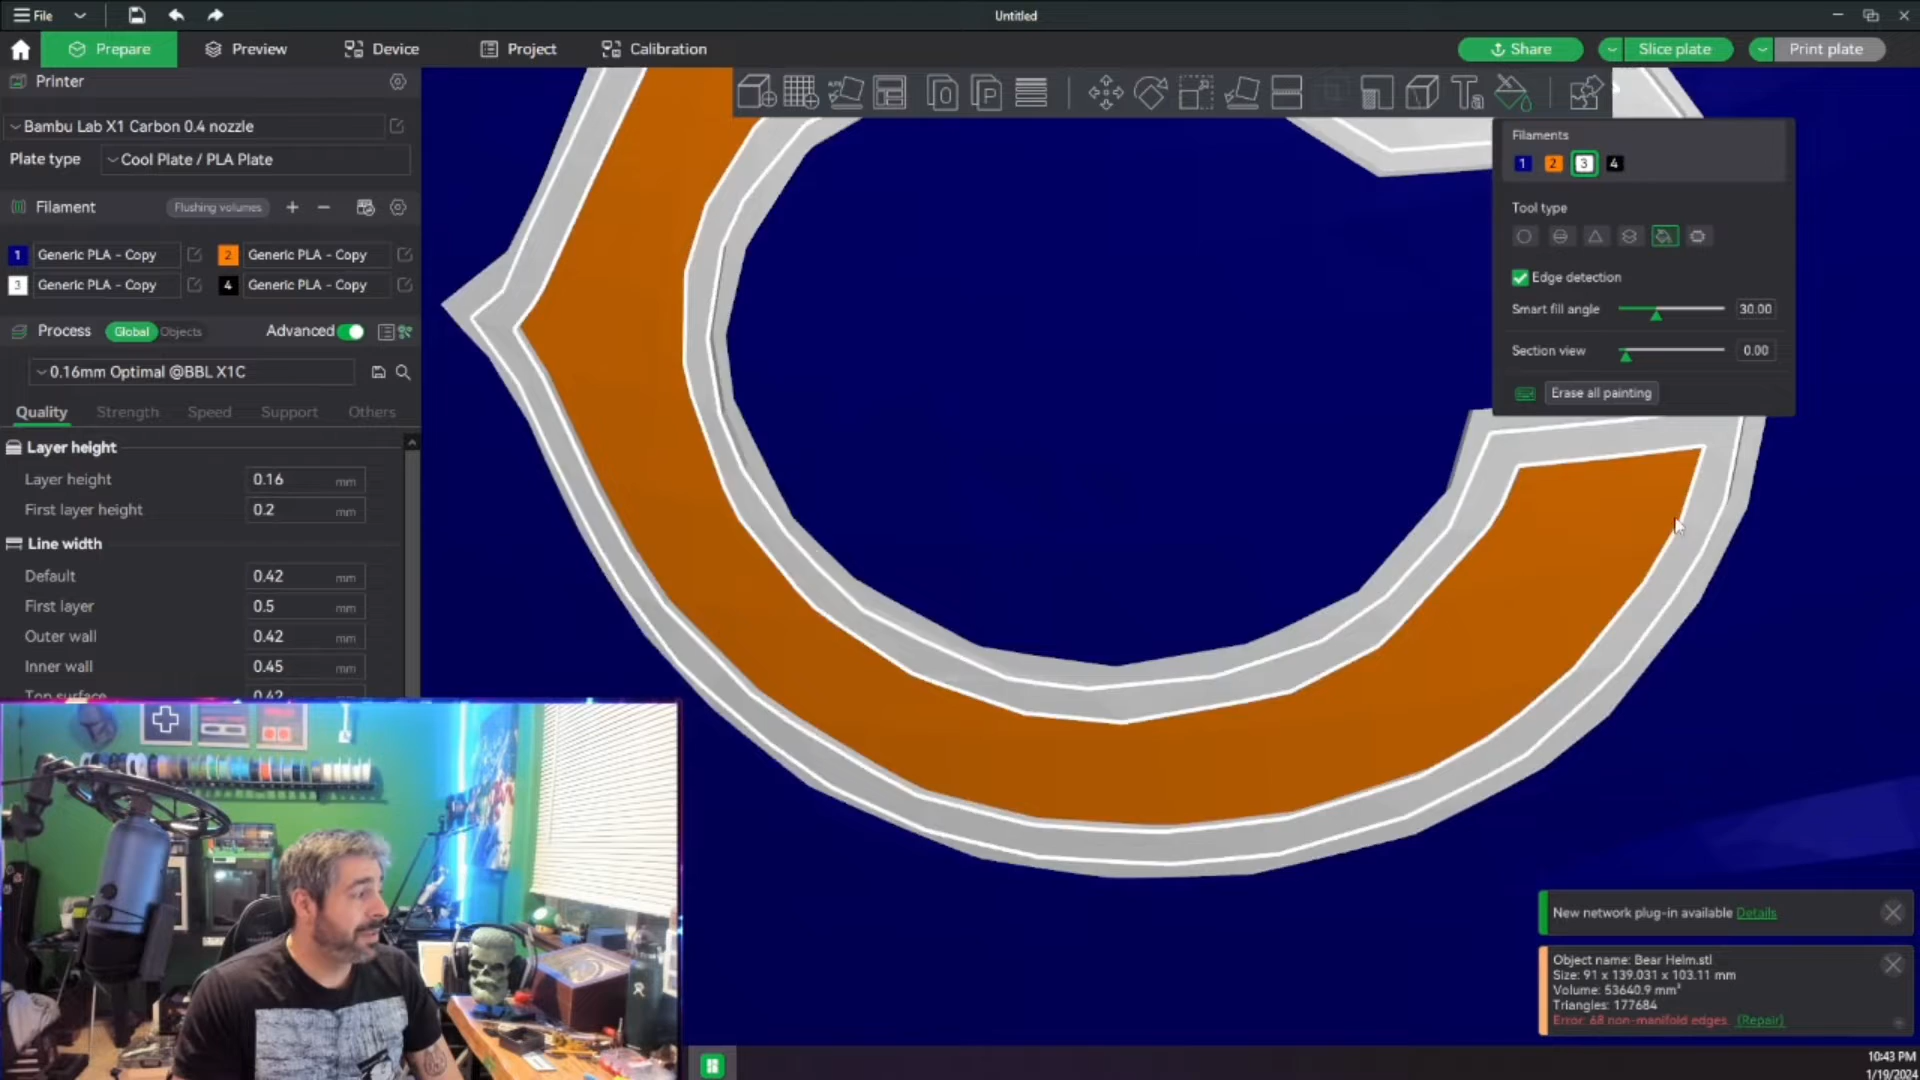 File
Untitled
Prepare
Preview
Device
Project
Calibration
Share
Slice plate
Print plate
Printer
Bambu Lab X1 Carbon 0.4 nozzle
Plate type
Cool Plate / PLA Plate
Filament
Flushing volumes
1 Generic PLA - Copy
2 Generic PLA - Copy
3 Generic PLA - Copy
4 Generic PLA - Copy
Process
Global
Objects
Advanced
0.16mm Optimal @BBL X1C
Quality
Strength
Speed
Support
Others
Layer height
Layer height 0.16 mm
First layer height 0.2 mm
Line width
Default 0.42 mm
First layer 0.5 mm
Outer wall 0.42 mm
Inner wall 0.45 mm
Top surface 0.42
Filaments
1 2 3 4
Tool type
Edge detection
Smart fill angle 30.00
Section view 0.00
Erase all painting
New network plug-in available Details
Object name: Bear Helm.stl
Size: 91 x 139.031 x 103.11 mm
Volume: 53640.9 mm³
Triangles: 177684
Error: 68 non-manifold edges (Repair)
10:43 PM
1/19/2024